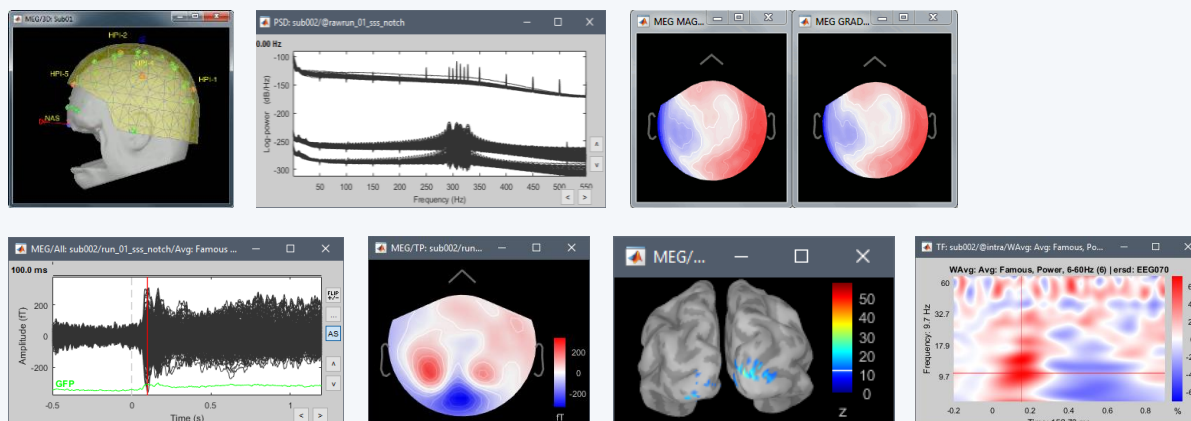 MEG/3D: Sub01
HPI-2
HPI-4
HPI-5
HPI-1
NAS
PSD: sub002/@rawrun_01_sss_notch
0.00 Hz
-100
-150
-200
-250
-300
Log-power (dB/Hz)
50 100 150 200 250 300 350 400 450 500 550
Frequency (Hz)
MEG MAG...
MEG GRAD...
MEG/All: sub002/run_01_sss_notch/Avg: Famous ...
100.0 ms
200
0
-200
Amplitude (fT)
GFP
-0.5 0 0.5 1
Time (s)
FLIP
+/-
...
AS
MEG/TP: sub002/run...
200
0
-200
fT
MEG/...
50
40
30
20
10
0
z
TF: sub002/@intra/WAvg: Avg: Famous, Po...
WAvg: Avg: Famous, Power, 6-60Hz (6) | ersd: EEG070
60
32.7
17.9
9.7
Frequency: 9.7 Hz
-0.2 0 0.2 0.4 0.6 0.8
%